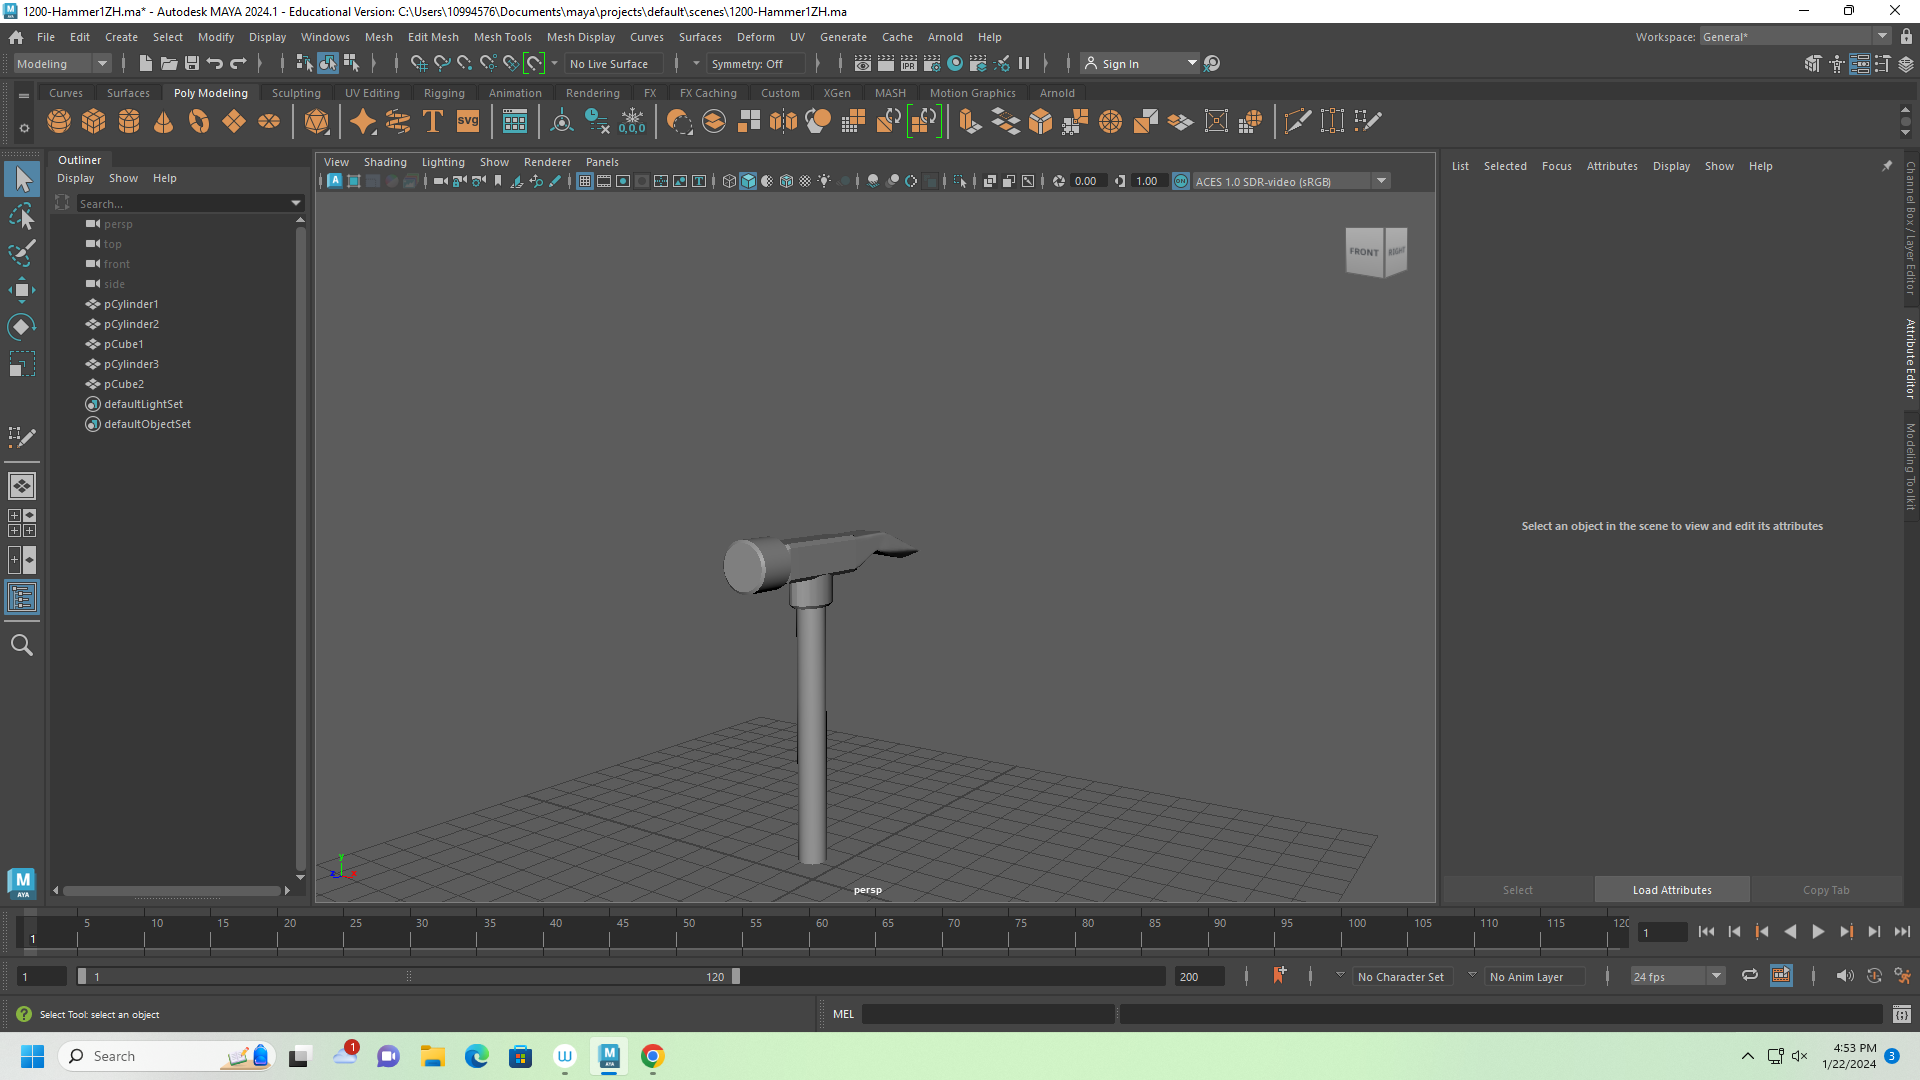 1200-Hammer1ZH.ma* - Autodesk MAYA 2024.1 - Educational Version: C:\Users\10994576\Documents\maya\projects\default\scenes\1200-Hammer1ZH.ma
File Edit Create Select Modify Display Windows Mesh Edit Mesh Mesh Tools Mesh Display Curves Surfaces Deform UV Generate Cache Arnold Help Workspace: General*
Modeling No Live Surface Symmetry: Off IPR Sign In
Curves Surfaces Poly Modeling Sculpting UV Editing Rigging Animation Rendering FX FX Caching Custom XGen MASH Motion Graphics Arnold
T SVG 0,0,0
Outliner
Display Show Help
Search...
persp
top
front
side
pCylinder1
pCylinder2
pCube1
pCylinder3
pCube2
defaultLightSet
defaultObjectSet
View Shading Lighting Show Renderer Panels
0.00 1.00 ON ACES 1.0 SDR-video (sRGB)
FRONT RIGHT
y
z x
persp
List Selected Focus Attributes Display Show Help
Channel Box / Layer Editor
Attribute Editor
Modeling Toolkit
Select an object in the scene to view and edit its attributes
Select Load Attributes Copy Tab
M
AYA
5 10 15 20 25 30 35 40 45 50 55 60 65 70 75 80 85 90 95 100 105 110 115 120
1 1
1 1 120 200 No Character Set No Anim Layer 24 fps
Select Tool: select an object MEL
Search 1
4:53 PM
1/22/2024 3